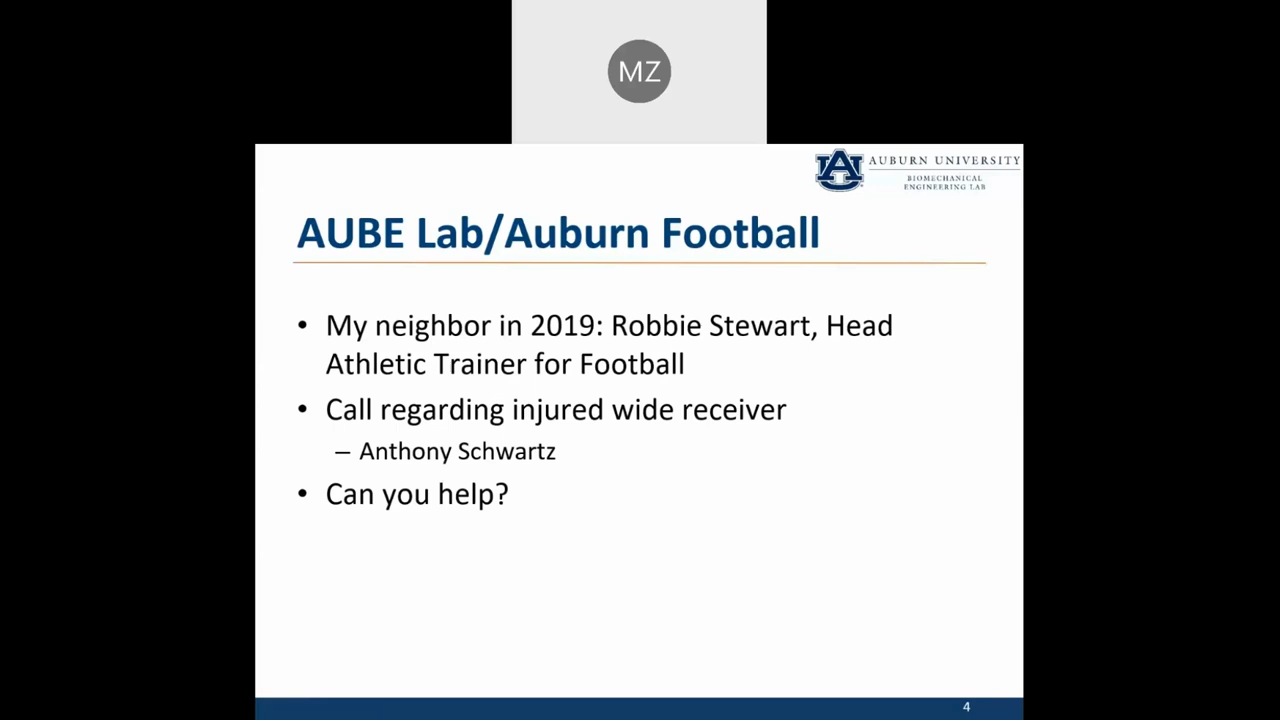 MZ
AUBURN UNIVERSITY
BIOMECHANICAL
ENGINEERING LAB
AUBE Lab/Auburn Football
• My neighbor in 2019: Robbie Stewart, Head
Athletic Trainer for Football
• Call regarding injured wide receiver
– Anthony Schwartz
• Can you help?
4